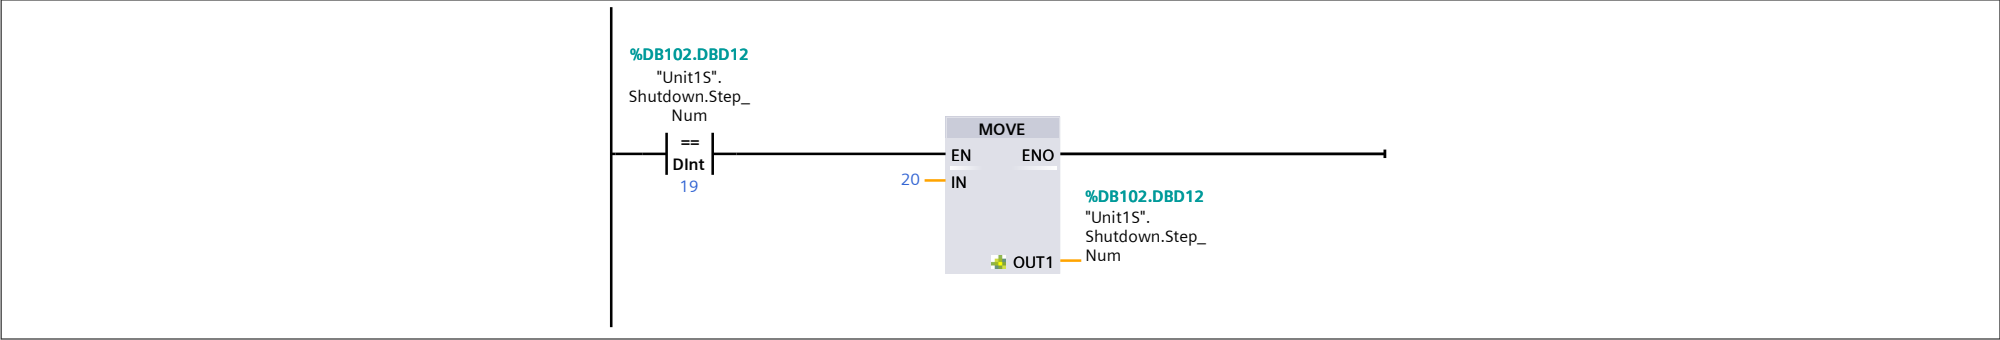 %DB102.DBD12
"Unit1S".
Shutdown.Step_
Num
==
DInt
19
MOVE
EN ENO
20 IN
%DB102.DBD12
"Unit1S".
Shutdown.Step_
Num
OUT1